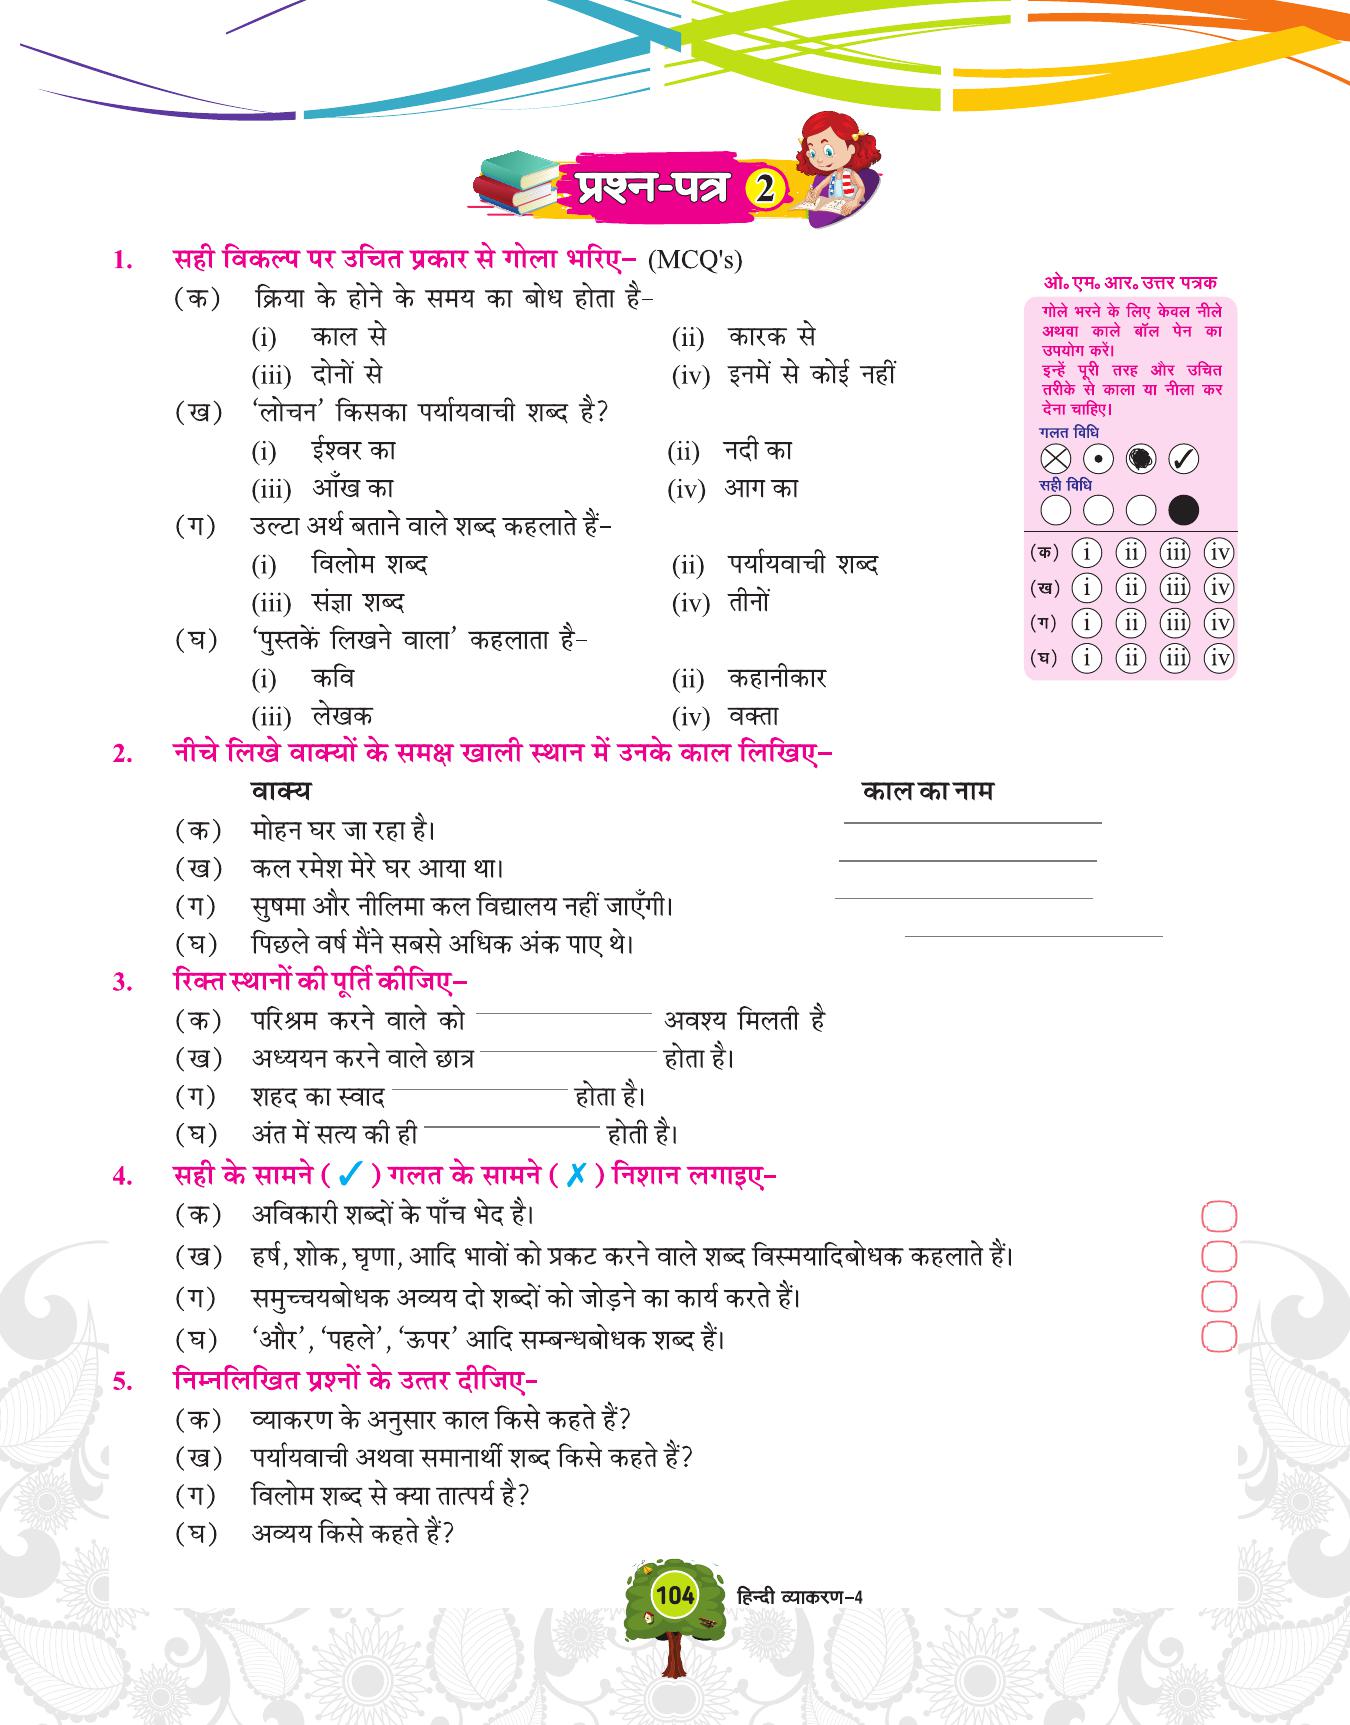 प्रश्न-पत्र 2
1. सही विकल्प पर उचित प्रकार से गोला भरिए– (MCQ's)
(क) क्रिया के होने के समय का बोध होता है–
(i) काल से (ii) कारक से
(iii) दोनों से (iv) इनमें से कोई नहीं
(ख) ‘लोचन’ किसका पर्यायवाची शब्द है?
(i) ईश्वर का (ii) नदी का
(iii) आँख का (iv) आग का
(ग) उल्टा अर्थ बताने वाले शब्द कहलाते हैं–
(i) विलोम शब्द (ii) पर्यायवाची शब्द
(iii) संज्ञा शब्द (iv) तीनों
(घ) ‘पुस्तकें लिखने वाला’ कहलाता है–
(i) कवि (ii) कहानीकार
(iii) लेखक (iv) वक्ता
ओ॰ एम॰ आर॰ उत्तर पत्रक
गोले भरने के लिए केवल नीले
अथवा काले बॉल पेन का
उपयोग करें।
इन्हें पूरी तरह और उचित
तरीके से काला या नीला कर
देना चाहिए।
गलत विधि
सही विधि
(क) i ii iii iv
(ख) i ii iii iv
(ग) i ii iii iv
(घ) i ii iii iv
2. नीचे लिखे वाक्यों के समक्ष खाली स्थान में उनके काल लिखिए–
वाक्य काल का नाम
(क) मोहन घर जा रहा है।
(ख) कल रमेश मेरे घर आया था।
(ग) सुषमा और नीलिमा कल विद्यालय नहीं जाएँगी।
(घ) पिछले वर्ष मैंने सबसे अधिक अंक पाए थे।
3. रिक्त स्थानों की पूर्ति कीजिए–
(क) परिश्रम करने वाले को ____________ अवश्य मिलती है
(ख) अध्ययन करने वाले छात्र ____________ होता है।
(ग) शहद का स्वाद ____________ होता है।
(घ) अंत में सत्य की ही ____________ होती है।
4. सही के सामने (✓) गलत के सामने (✗) निशान लगाइए–
(क) अविकारी शब्दों के पाँच भेद है।
(ख) हर्ष, शोक, घृणा, आदि भावों को प्रकट करने वाले शब्द विस्मयादिबोधक कहलाते हैं।
(ग) समुच्चयबोधक अव्यय दो शब्दों को जोड़ने का कार्य करते हैं।
(घ) ‘और’, ‘पहले’, ‘ऊपर’ आदि सम्बन्धबोधक शब्द हैं।
5. निम्नलिखित प्रश्नों के उत्तर दीजिए–
(क) व्याकरण के अनुसार काल किसे कहते हैं?
(ख) पर्यायवाची अथवा समानार्थी शब्द किसे कहते हैं?
(ग) विलोम शब्द से क्या तात्पर्य है?
(घ) अव्यय किसे कहते हैं?
104 हिन्दी व्याकरण–4